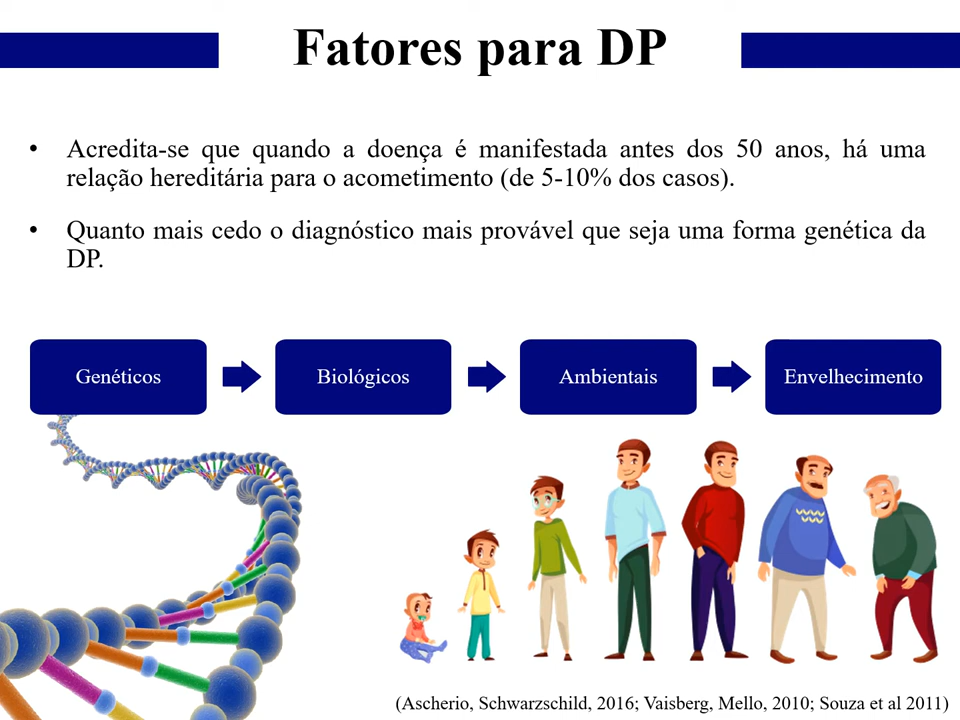 Fatores para DP
• Acredita-se que quando a doença é manifestada antes dos 50 anos, há uma
relação hereditária para o acometimento (de 5-10% dos casos).
• Quanto mais cedo o diagnóstico mais provável que seja uma forma genética da
DP.
Genéticos
Biológicos
Ambientais
Envelhecimento
(Ascherio, Schwarzschild, 2016; Vaisberg, Mello, 2010; Souza et al 2011)